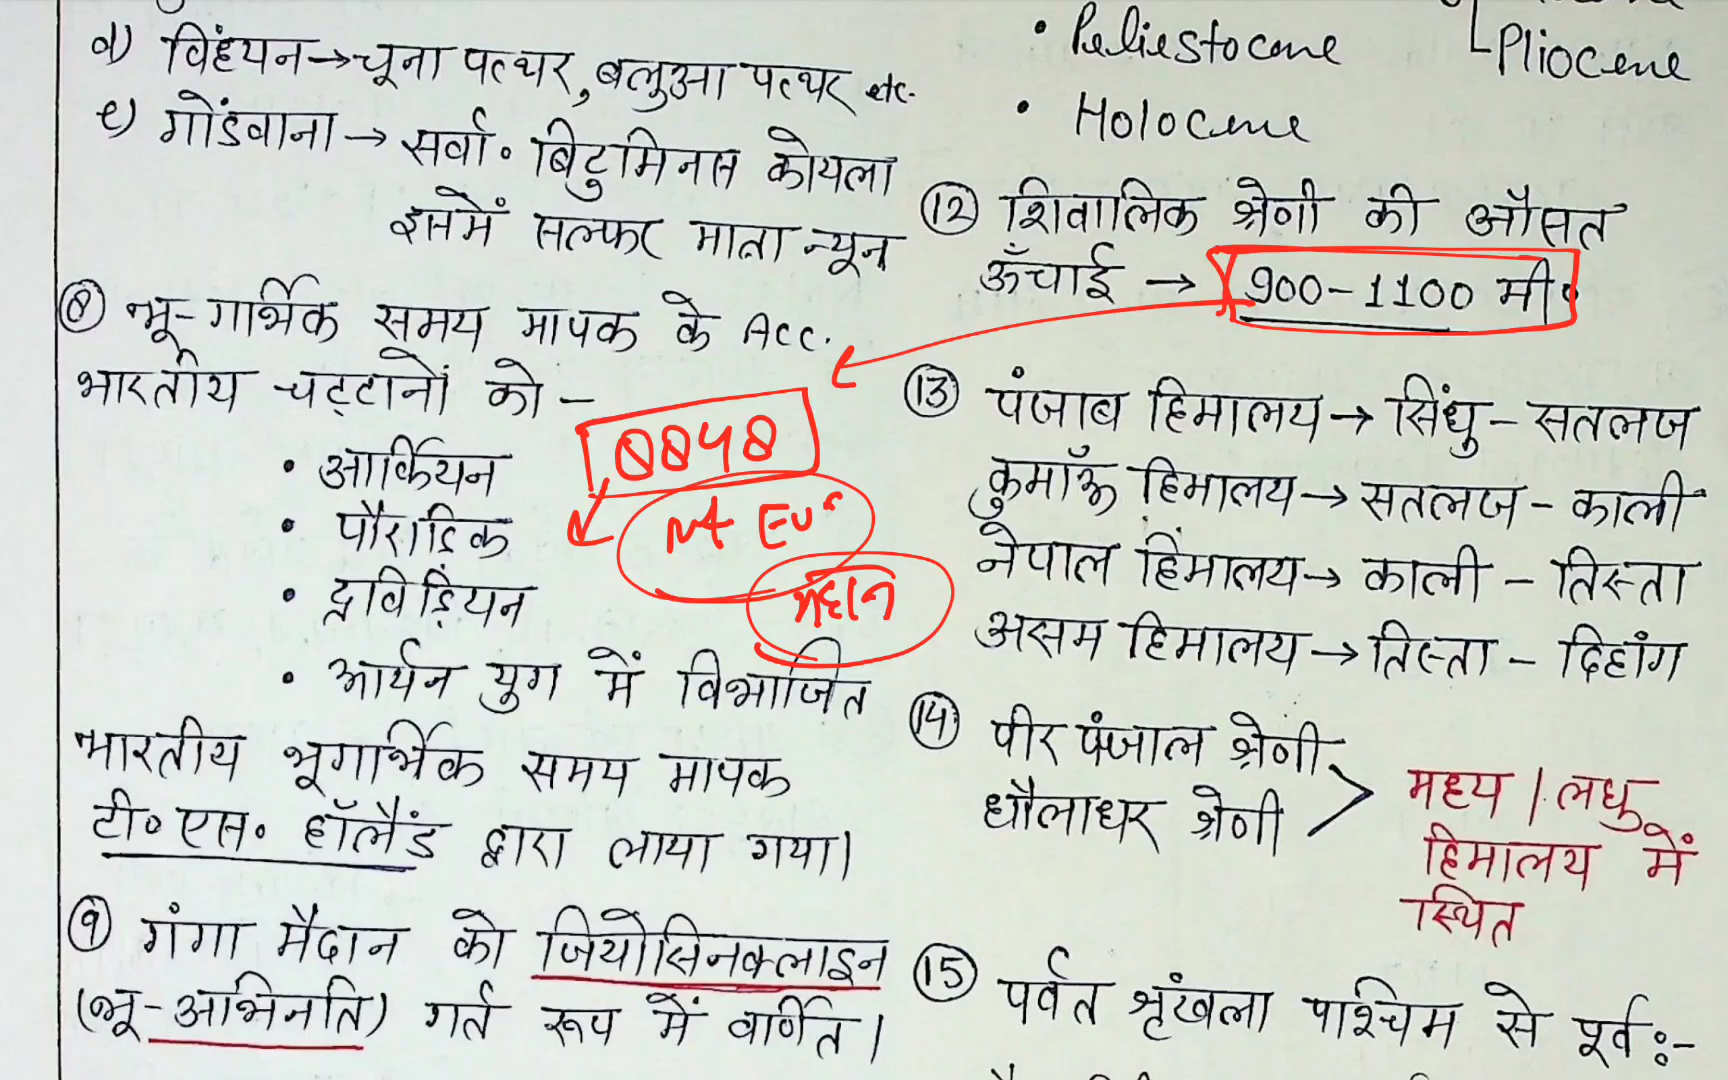 d) विंध्यन → चूना पत्थर, बलुआ पत्थर etc.
e) गोंडवाना → सर्वा॰ बिटुमिनस कोयला
इसमें सल्फर मात्रा न्यून
⑧ भू-गार्भिक समय मापक के Acc.
भारतीय चट्टानों को –
• आर्कियन
• पौराणिक
• द्रविड़ियन
• आर्यन युग में विभाजित
भारतीय भूगार्भिक समय मापक
टी॰ एस॰ हॉलैंड द्वारा लाया गया।
⑨ गंगा मैदान को जियोसिनक्लाइन
(भू-अभिनति) गर्त रूप में वर्णित।
8848
Mt Ev
महान
• Peliestocene
Pliocene
• Holocene
⑫ शिवालिक श्रेणी की औसत
ऊँचाई → 900-1100 मी॰
⑬ पंजाब हिमालय → सिंधु - सतलज
कुमाऊँ हिमालय → सतलज - काली
नेपाल हिमालय → काली - तिस्ता
असम हिमालय → तिस्ता - दिहांग
⑭ पीर पंजाल श्रेणी
धौलाधर श्रेणी > मध्य / लघु
हिमालय में
स्थित
⑮ पर्वत श्रृंखला पश्चिम से पूर्व :-